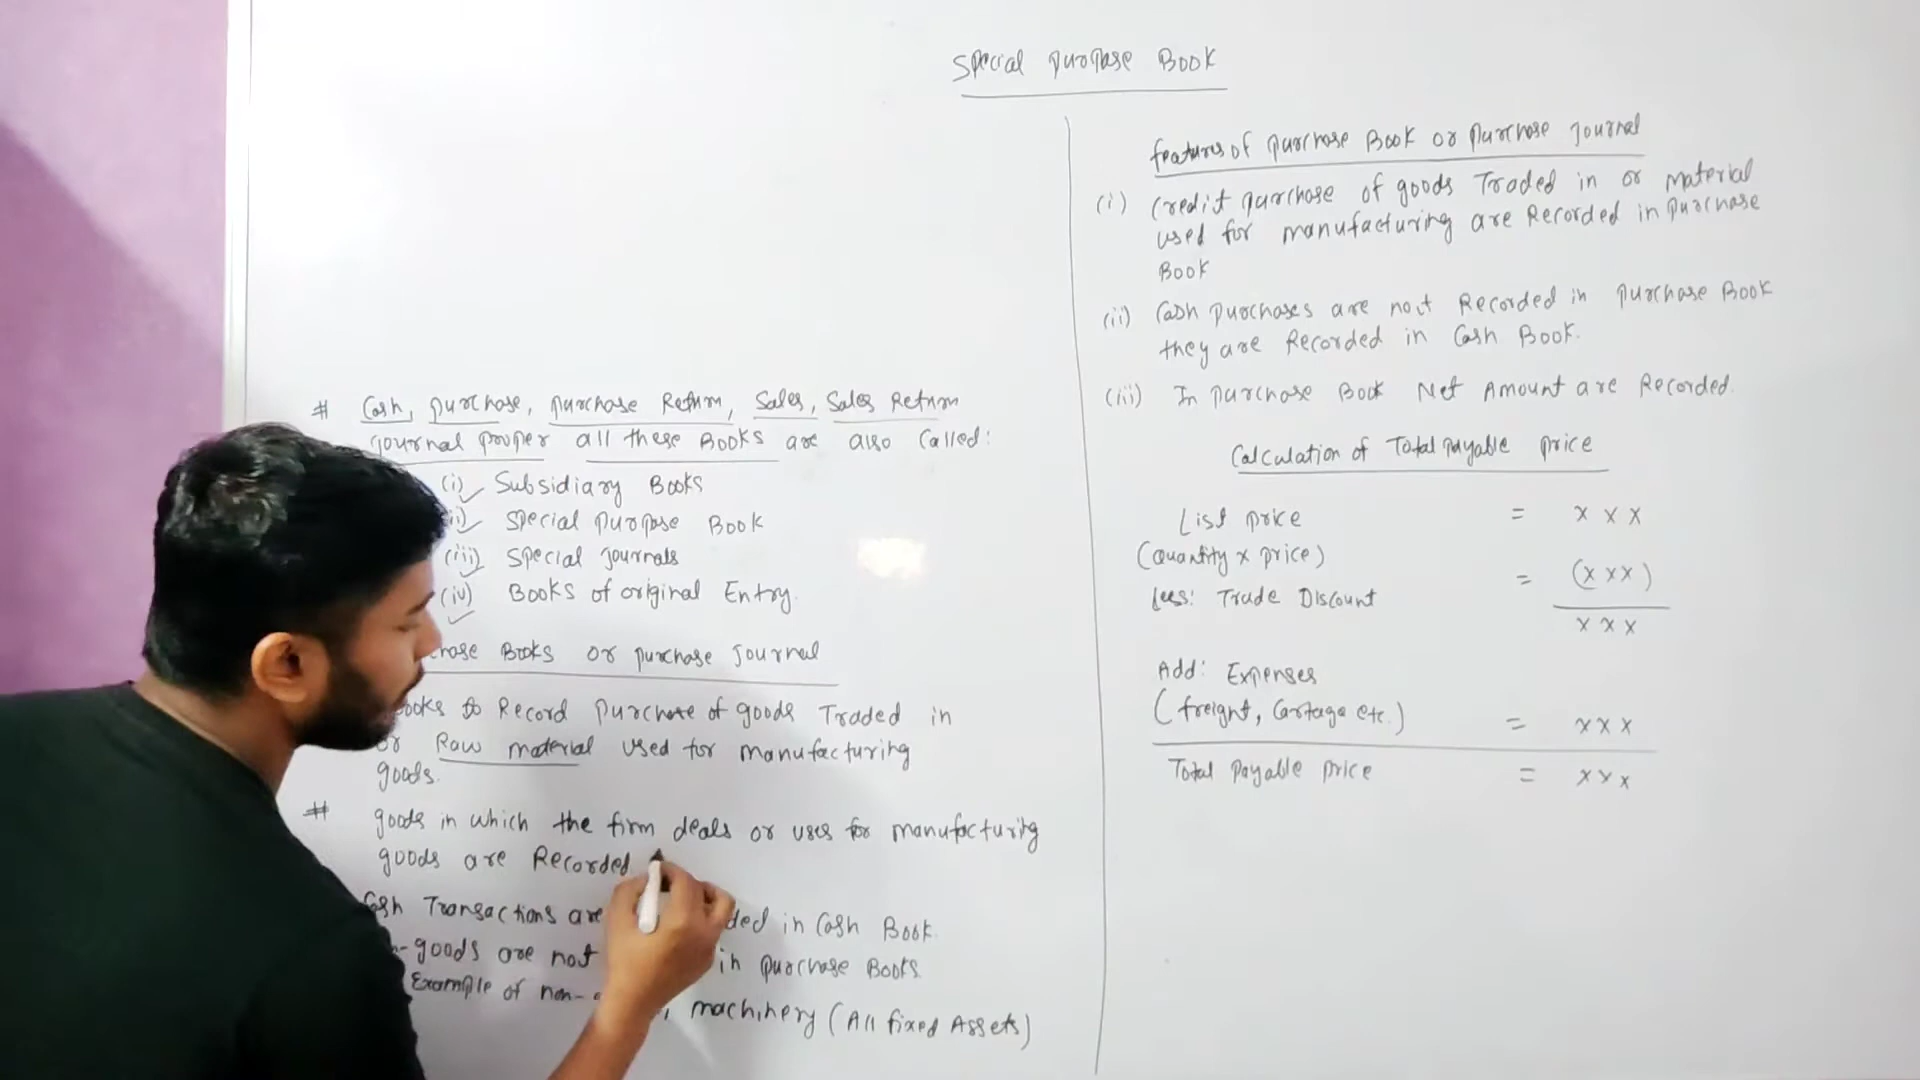 Special Purpose Book
# Cash, Purchase, Purchase Return, Sales, Sales Return
Journal proper all these Books are also Called:
(i) Subsidiary Books
Special Purpose Book
(iii) Special Journals
(iv) Books of original Entry.
Books or purchase Journal
to Record purchase of goods Traded in
or Raw material used for manufacturing
goods.
# goods in which the firm deals or uses for manufacturing
goods are Recorded
Transactions are in Cash Book.
goods are not in purchase Books.
Example of machinery (All fixed Assets)
features of purchase Book or purchase Journal
(i) Credit purchase of goods Traded in or material
used for manufacturing are Recorded in purchase
Book
(ii) Cash purchases are not Recorded in purchase Book
they are Recorded in Cash Book.
(iii) In purchase Book Net Amount are Recorded.
Calculation of Total payable price
List price = x x x
(Quantity x price)
less: Trade Discount = (x x x)
x x x
Add: Expenses
(freight, Cartage etc.) = x x x
Total payable price = x x x